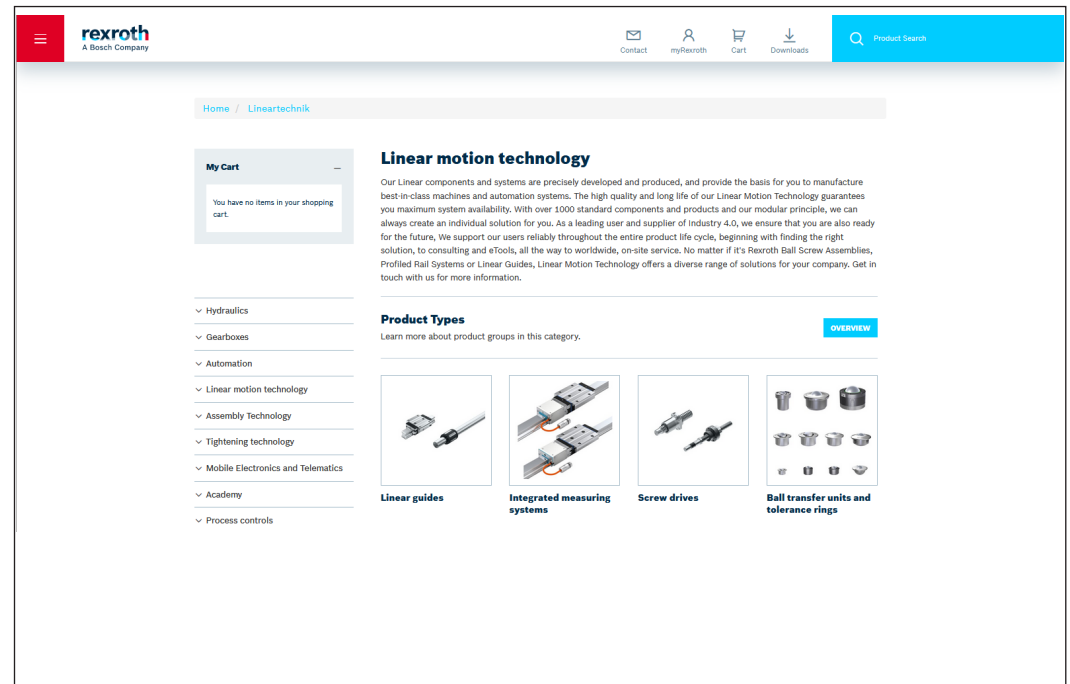 rexroth
A Bosch Company
Contact
myRexroth
Cart
Downloads
Product Search
Home / Lineartechnik
My Cart
You have no items in your shopping
cart.
Hydraulics
Gearboxes
Automation
Linear motion technology
Assembly Technology
Tightening technology
Mobile Electronics and Telematics
Academy
Process controls
Linear motion technology
Our Linear components and systems are precisely developed and produced, and provide the basis for you to manufacture
best-in-class machines and automation systems. The high quality and long life of our Linear Motion Technology guarantees
you maximum system availability. With over 1000 standard components and products and our modular principle, we can
always create an individual solution for you. As a leading user and supplier of Industry 4.0, we ensure that you are also ready
for the future, We support our users reliably throughout the entire product life cycle, beginning with finding the right
solution, to consulting and eTools, all the way to worldwide, on-site service. No matter if it's Rexroth Ball Screw Assemblies,
Profiled Rail Systems or Linear Guides, Linear Motion Technology offers a diverse range of solutions for your company. Get in
touch with us for more information.
Product Types
Learn more about product groups in this category.
OVERVIEW
Linear guides
Integrated measuring
systems
Screw drives
Ball transfer units and
tolerance rings